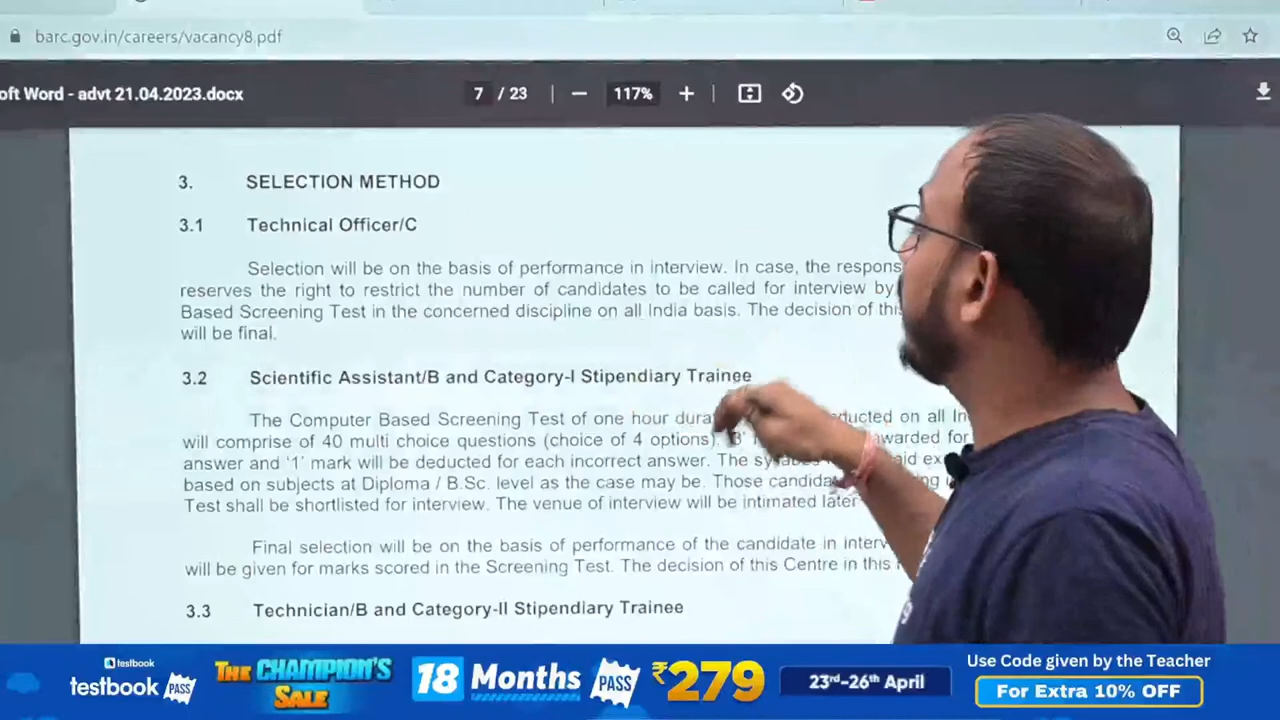 barc.gov.in/careers/vacancy8.pdf
oft Word - advt 21.04.2023.docx
7 / 23
117%
3. SELECTION METHOD
3.1 Technical Officer/C
Selection will be on the basis of performance in interview. In case, the respons
reserves the right to restrict the number of candidates to be called for interview by
Based Screening Test in the concerned discipline on all India basis. The decision of this
will be final.
3.2 Scientific Assistant/B and Category-I Stipendiary Trainee
The Computer Based Screening Test of one hour dura ducted on all In
will comprise of 40 multi choice questions (choice of 4 options). awarded for
answer and '1' mark will be deducted for each incorrect answer. The
based on subjects at Diploma / B.Sc. level as the case may be. Those
Test shall be shortlisted for interview. The venue of interview will be intimated later
Final selection will be on the basis of performance of the candidate in interv
will be given for marks scored in the Screening Test. The decision of this Centre in this
3.3 Technician/B and Category-II Stipendiary Trainee
testbook
testbook PASS
THE CHAMPION'S
SALE
18 Months PASS ₹279
23rd-26th April
Use Code given by the Teacher
For Extra 10% OFF